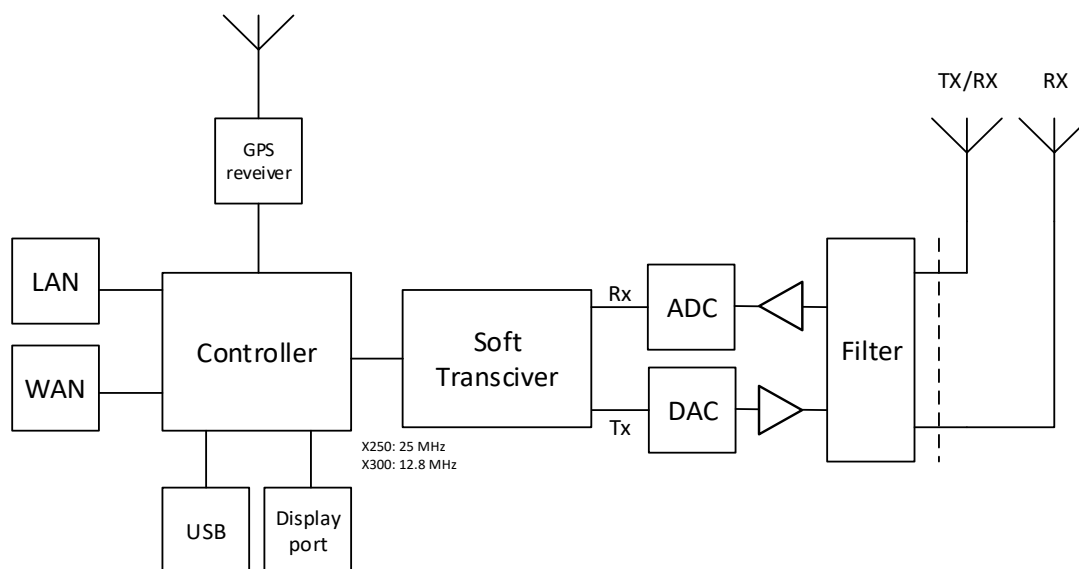 TX/RX
RX
GPS
reveiver
LAN
WAN
Controller
Soft
Transciver
Rx
Tx
ADC
DAC
Filter
X250: 25 MHz
X300: 12.8 MHz
USB
Display
port